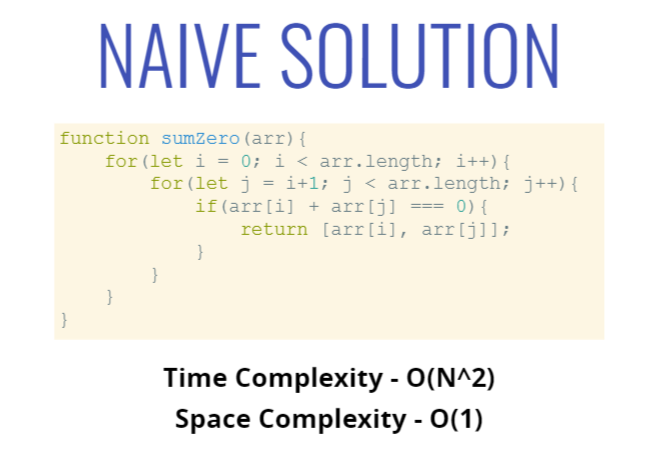 NAIVE SOLUTION
function sumZero(arr){
    for(let i = 0; i < arr.length; i++){
        for(let j = i+1; j < arr.length; j++){
            if(arr[i] + arr[j] === 0){
                return [arr[i], arr[j]];
            }
        }
    }
}
Time Complexity - O(N^2)
Space Complexity - O(1)